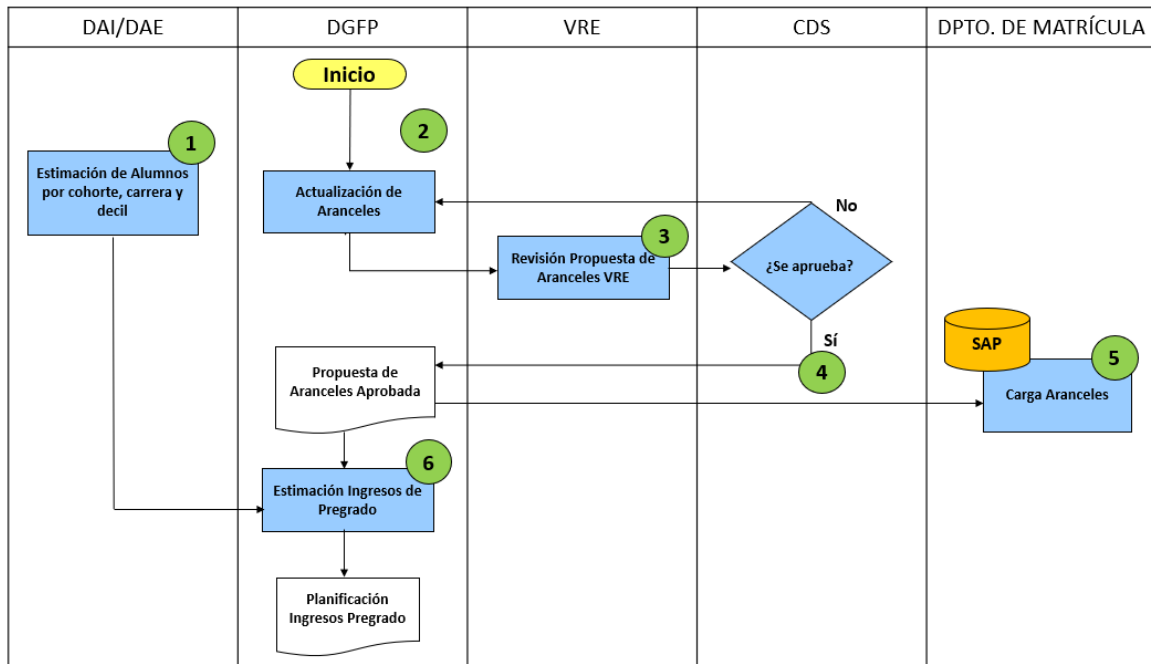 DAI/DAE
DGFP
VRE
CDS
DPTO. DE MATRÍCULA
Inicio
1
2
Estimación de Alumnos
por cohorte, carrera y
decil
Actualización de
Aranceles
No
3
Revisión Propuesta de
Aranceles VRE
¿Se aprueba?
Sí
SAP
4
5
Propuesta de
Aranceles Aprobada
Carga Aranceles
6
Estimación Ingresos de
Pregrado
Planificación
Ingresos Pregrado